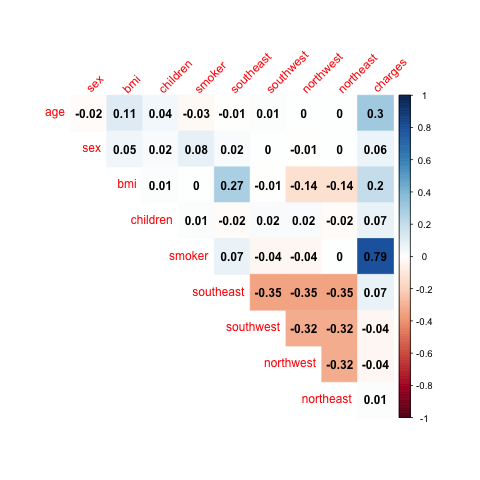 sex bmi children smoker southeast southwest northwest northeast charges
age -0.02 0.11 0.04 -0.03 -0.01 0.01 0 0 0.3
sex 0.05 0.02 0.08 0.02 0 -0.01 0 0.06
bmi 0.01 0 0.27 -0.01 -0.14 -0.14 0.2
children 0.01 -0.02 0.02 0.02 -0.02 0.07
smoker 0.07 -0.04 -0.04 0 0.79
southeast -0.35 -0.35 -0.35 0.07
southwest -0.32 -0.32 -0.04
northwest -0.32 -0.04
northeast 0.01
1
0.8
0.6
0.4
0.2
0
-0.2
-0.4
-0.6
-0.8
-1